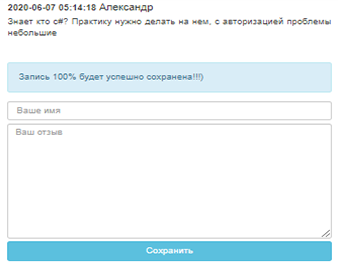 2020-06-07 05:14:18 Александр
Знает кто с#? Практику нужно делать на нем, с авторизацией проблемы
небольшие
Запись 100% будет успешно сохранена!!!)
Ваше имя
Ваш отзыв
Сохранить